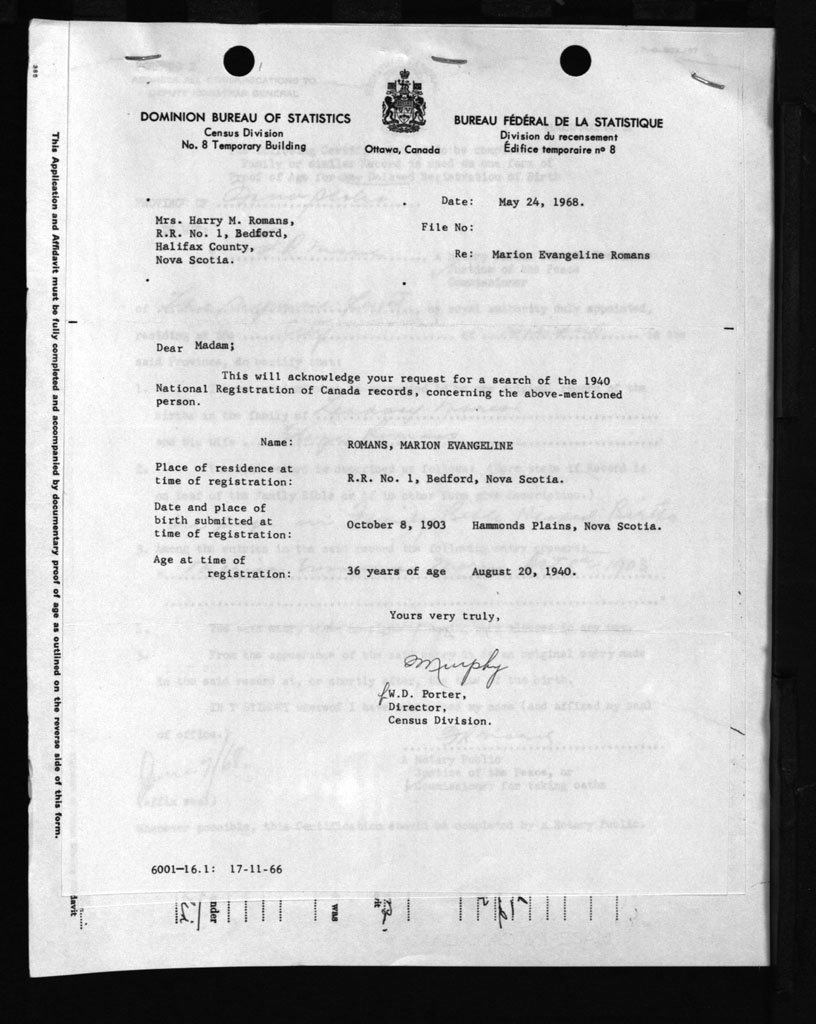 DOMINION BUREAU OF STATISTICS
Census Division
No. 8 Temporary Building
Ottawa, Canada
BUREAU FÉDÉRAL DE LA STATISTIQUE
Division du recensement
Édifice temporaire nº 8
Date: May 24, 1968.
Mrs. Harry M. Romans,
R.R. No. 1, Bedford,
Halifax County,
Nova Scotia.
File No:
Re: Marion Evangeline Romans
Dear Madam;
This will acknowledge your request for a search of the 1940
National Registration of Canada records, concerning the above-mentioned
person.
Name: ROMANS, MARION EVANGELINE
Place of residence at
time of registration: R.R. No. 1, Bedford, Nova Scotia.
Date and place of
birth submitted at
time of registration: October 8, 1903 Hammonds Plains, Nova Scotia.
Age at time of
registration: 36 years of age August 20, 1940.
Yours very truly,
Murphy
W.D. Porter,
Director,
Census Division.
6001-16.1: 17-11-66
This Application and Affidavit must be fully completed and accompanied by documentary proof of age as outlined on the reverse side of this form.
davit
nder
was